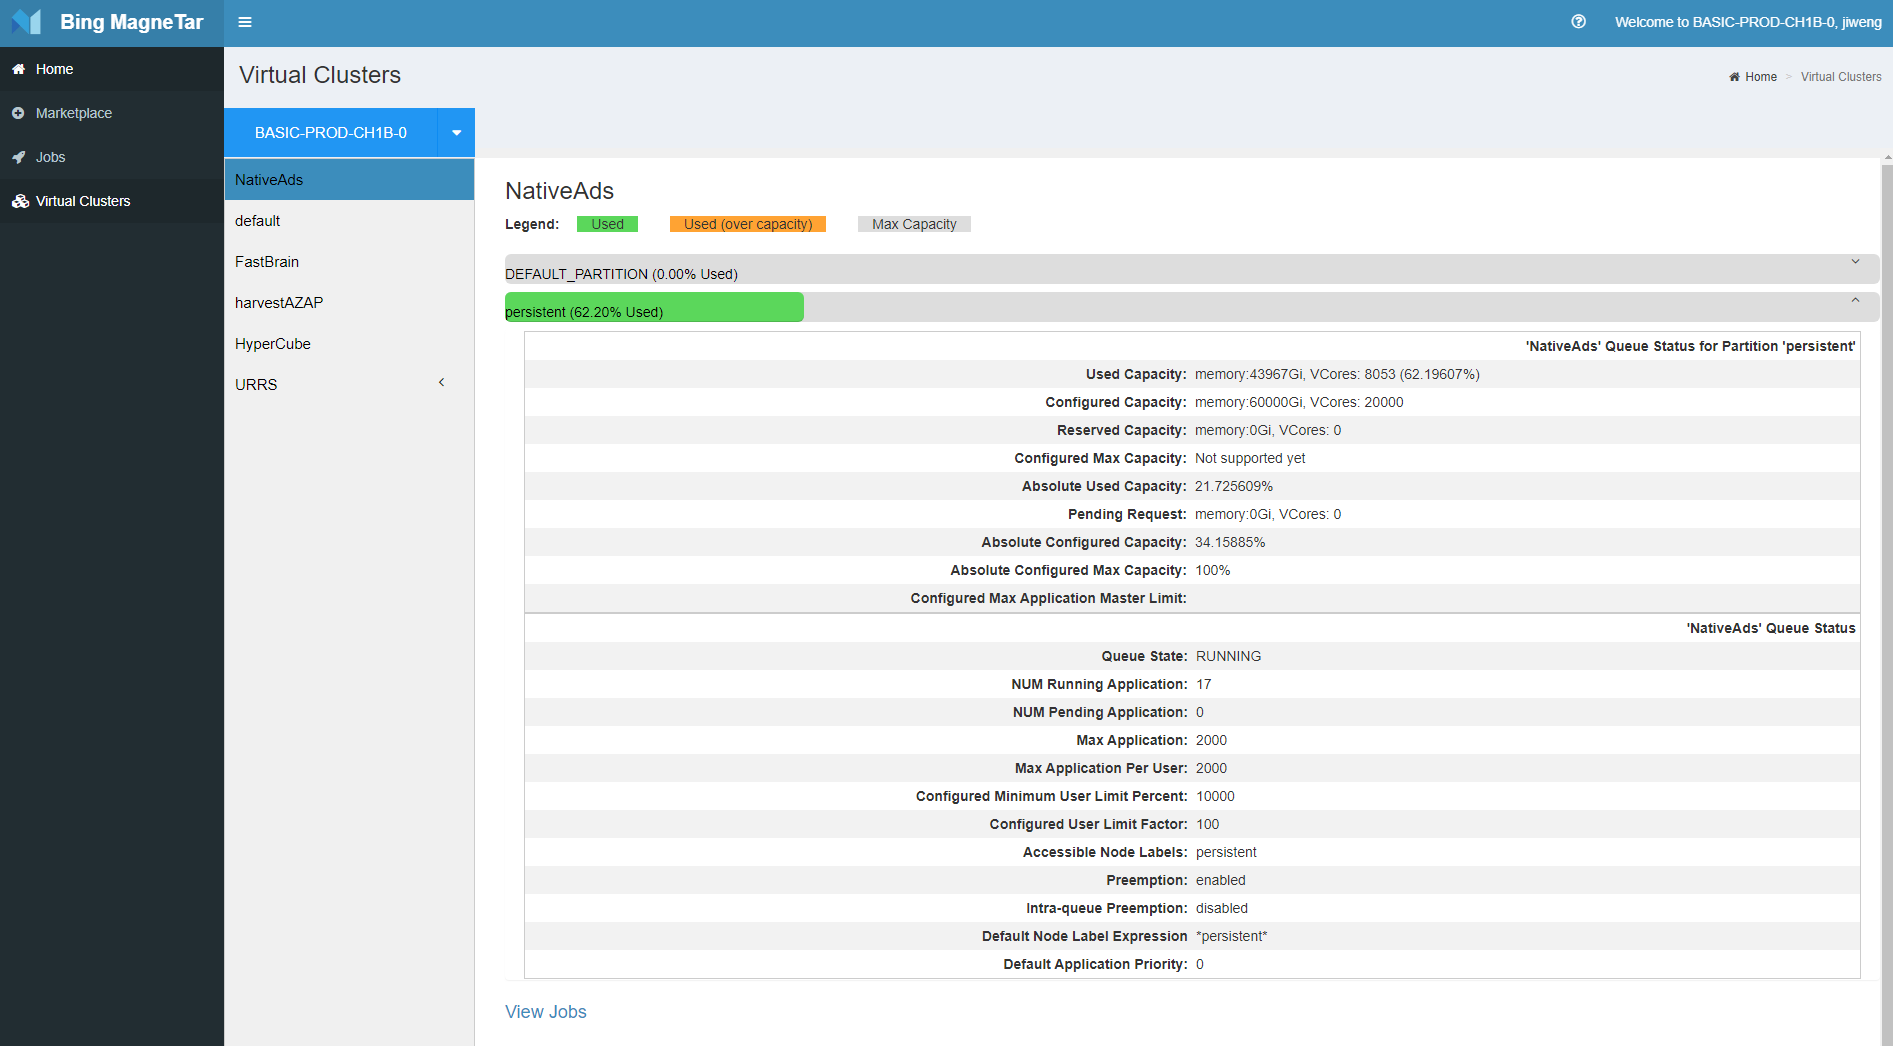 Bing MagneTar
Welcome to BASIC-PROD-CH1B-0, jiweng
Home
Marketplace
Jobs
Virtual Clusters
Virtual Clusters
Home > Virtual Clusters
BASIC-PROD-CH1B-0
NativeAds
default
FastBrain
harvestAZAP
HyperCube
URRS
NativeAds
Legend: Used Used (over capacity) Max Capacity
DEFAULT_PARTITION (0.00% Used)
persistent (62.20% Used)
'NativeAds' Queue Status for Partition 'persistent'
Used Capacity: memory:43967Gi, VCores: 8053 (62.19607%)
Configured Capacity: memory:60000Gi, VCores: 20000
Reserved Capacity: memory:0Gi, VCores: 0
Configured Max Capacity: Not supported yet
Absolute Used Capacity: 21.725609%
Pending Request: memory:0Gi, VCores: 0
Absolute Configured Capacity: 34.15885%
Absolute Configured Max Capacity: 100%
Configured Max Application Master Limit:
'NativeAds' Queue Status
Queue State: RUNNING
NUM Running Application: 17
NUM Pending Application: 0
Max Application: 2000
Max Application Per User: 2000
Configured Minimum User Limit Percent: 10000
Configured User Limit Factor: 100
Accessible Node Labels: persistent
Preemption: enabled
Intra-queue Preemption: disabled
Default Node Label Expression *persistent*
Default Application Priority: 0
View Jobs